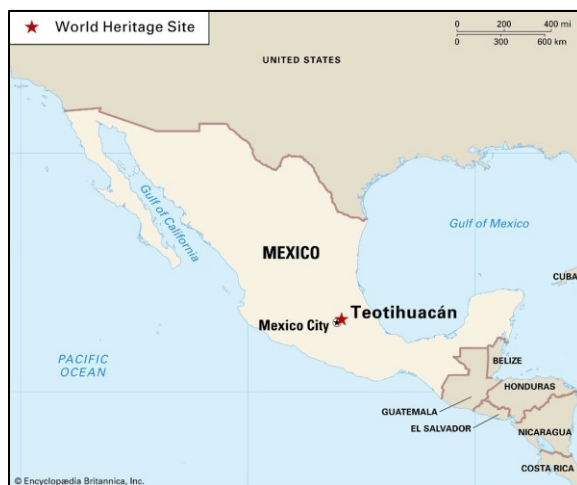 World Heritage Site
0 200 400 mi
0 300 600 km
UNITED STATES
Gulf of California
Gulf of Mexico
MEXICO
CUBA
Teotihuacán
Mexico City
PACIFIC
OCEAN
BELIZE
HONDURAS
GUATEMALA
EL SALVADOR
NICARAGUA
COSTA RICA
© Encyclopædia Britannica, Inc.